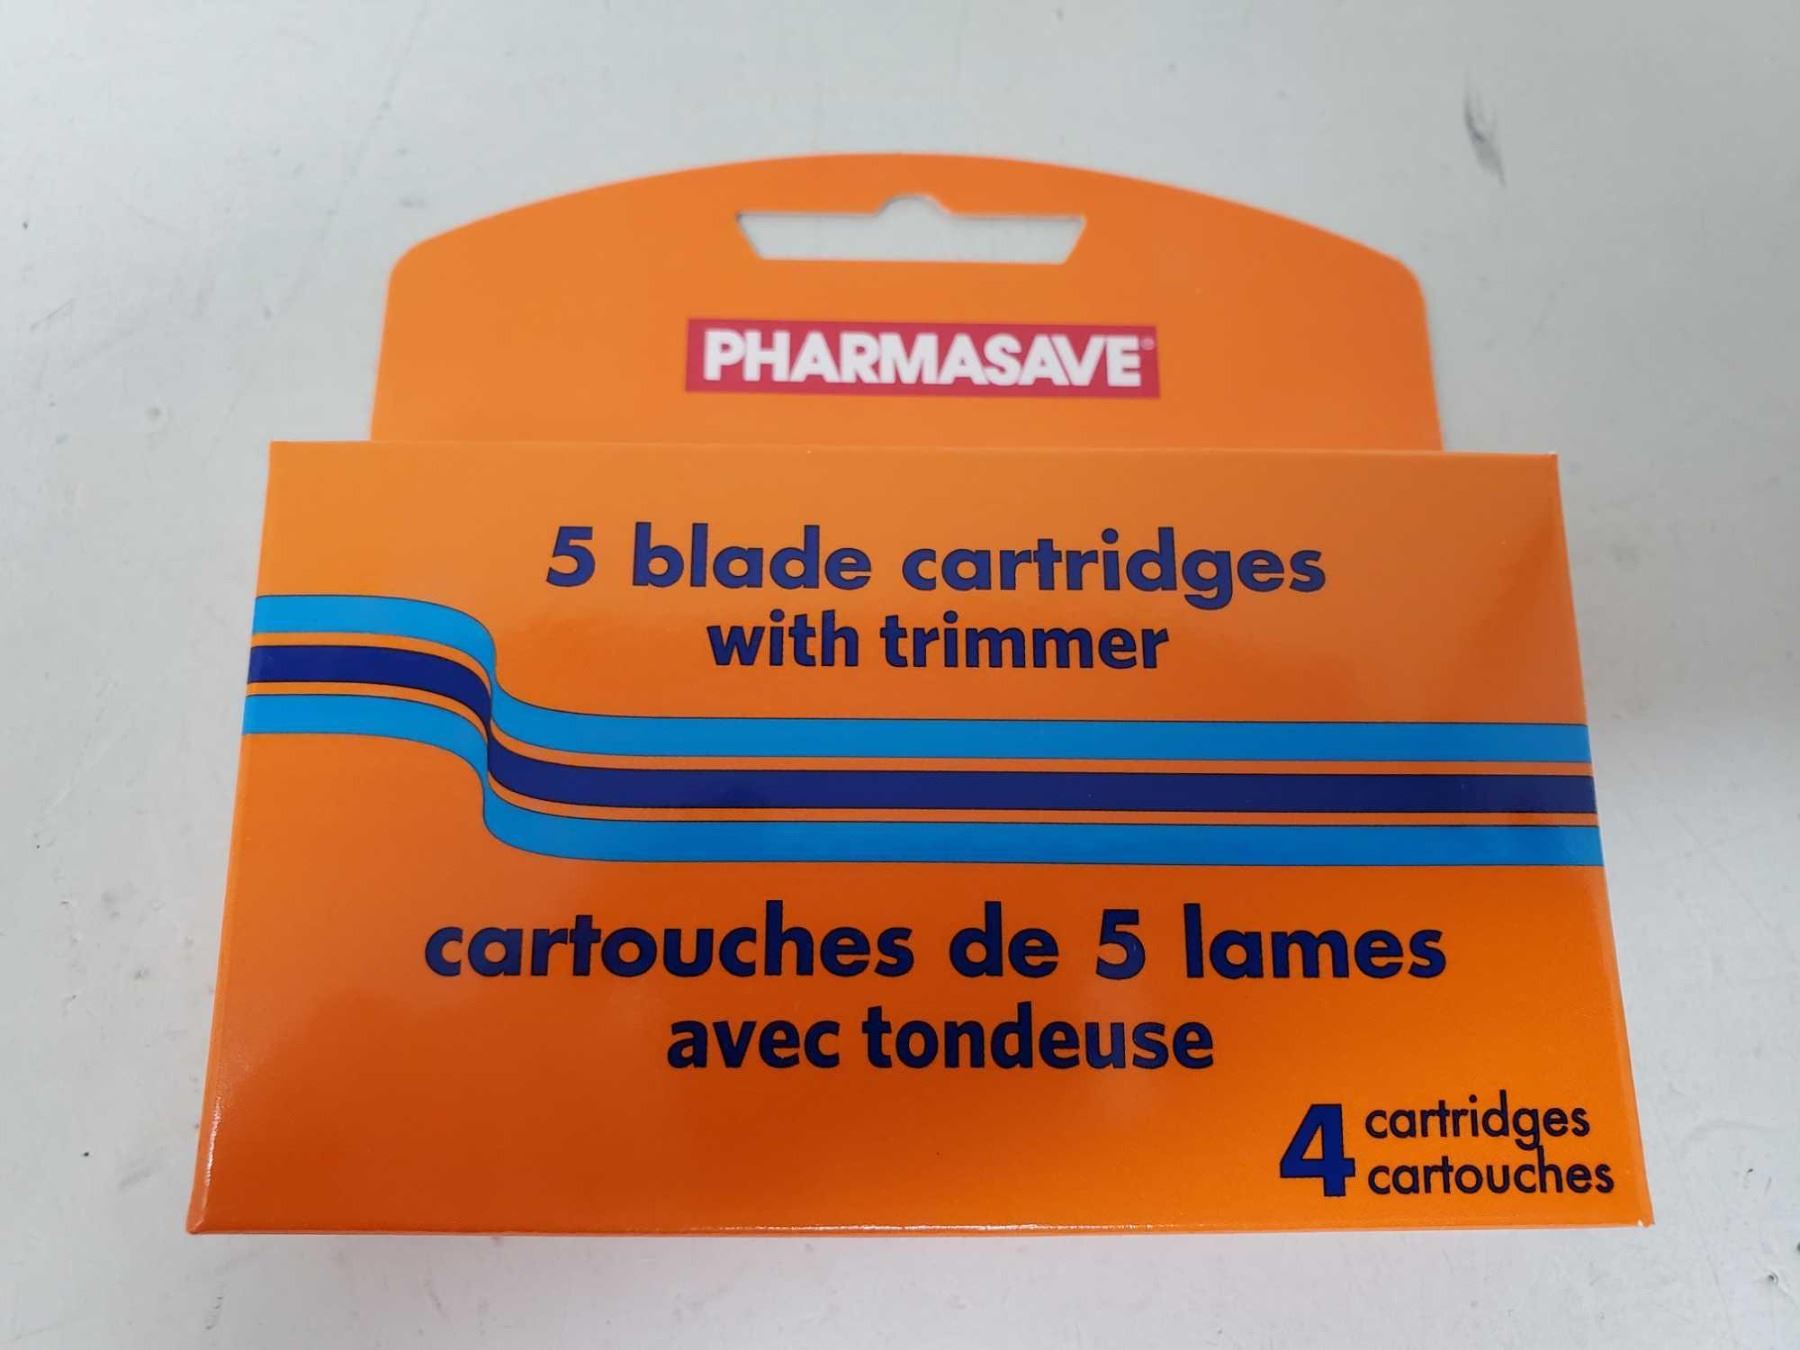 PHARMASAVE
5 blade cartridges
with trimmer
cartouches de 5 lames
avec tondeuse
4 cartridges
cartouches